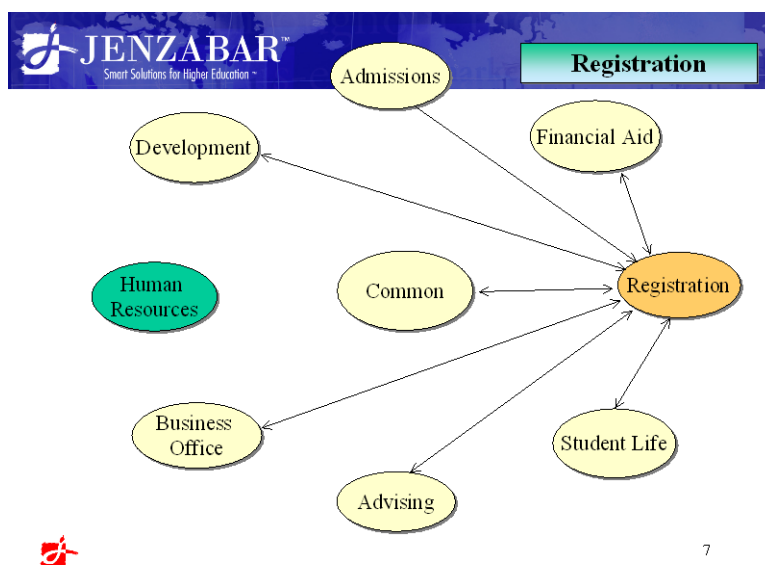 JENZABAR™
Smart Solutions for Higher Education ~
Registration
Admissions
Financial Aid
Development
Human
Resources
Common
Registration
Business
Office
Student Life
Advising
7